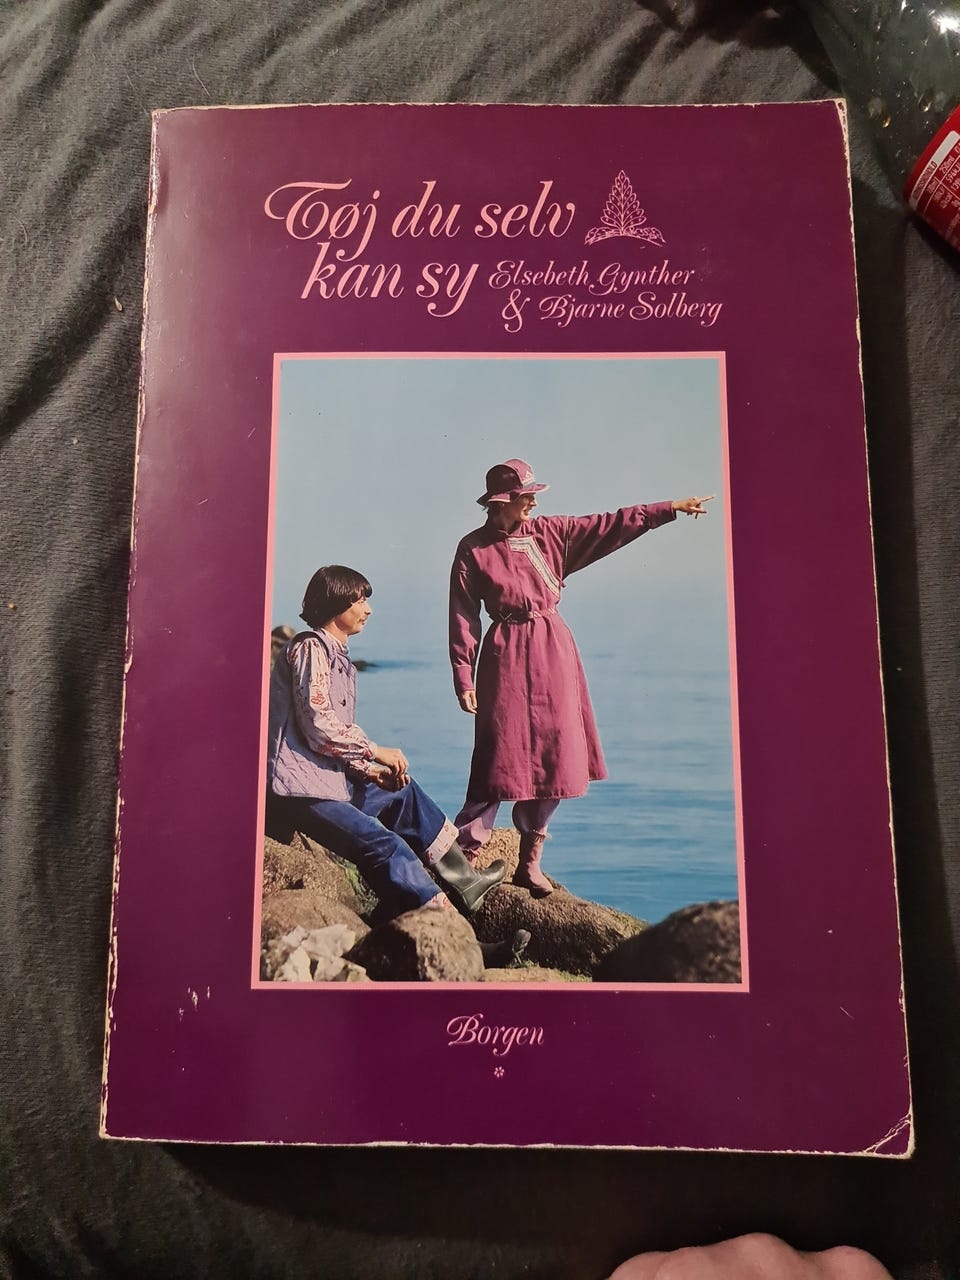 Tøj du selv
kan sy
Elsebeth Gynther
& Bjarne Solberg
Borgen